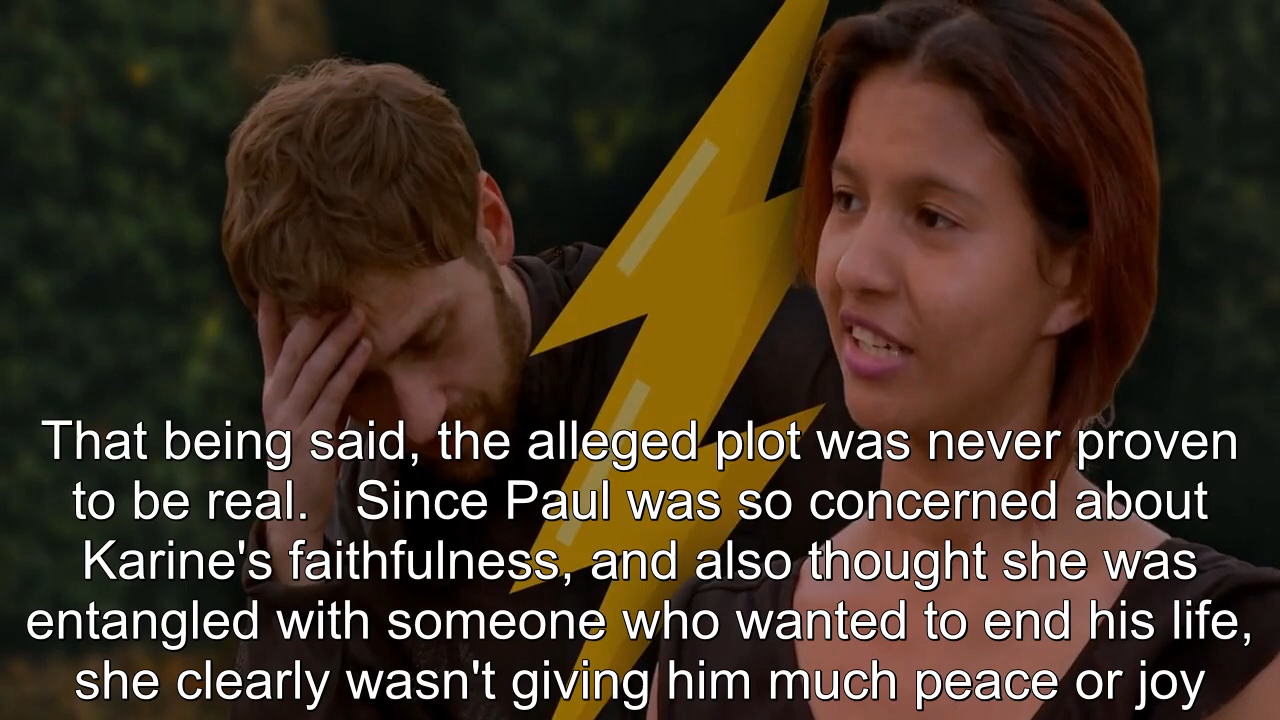 That being said, the alleged plot was never proven
to be real.   Since Paul was so concerned about
Karine's faithfulness, and also thought she was
entangled with someone who wanted to end his life,
she clearly wasn't giving him much peace or joy